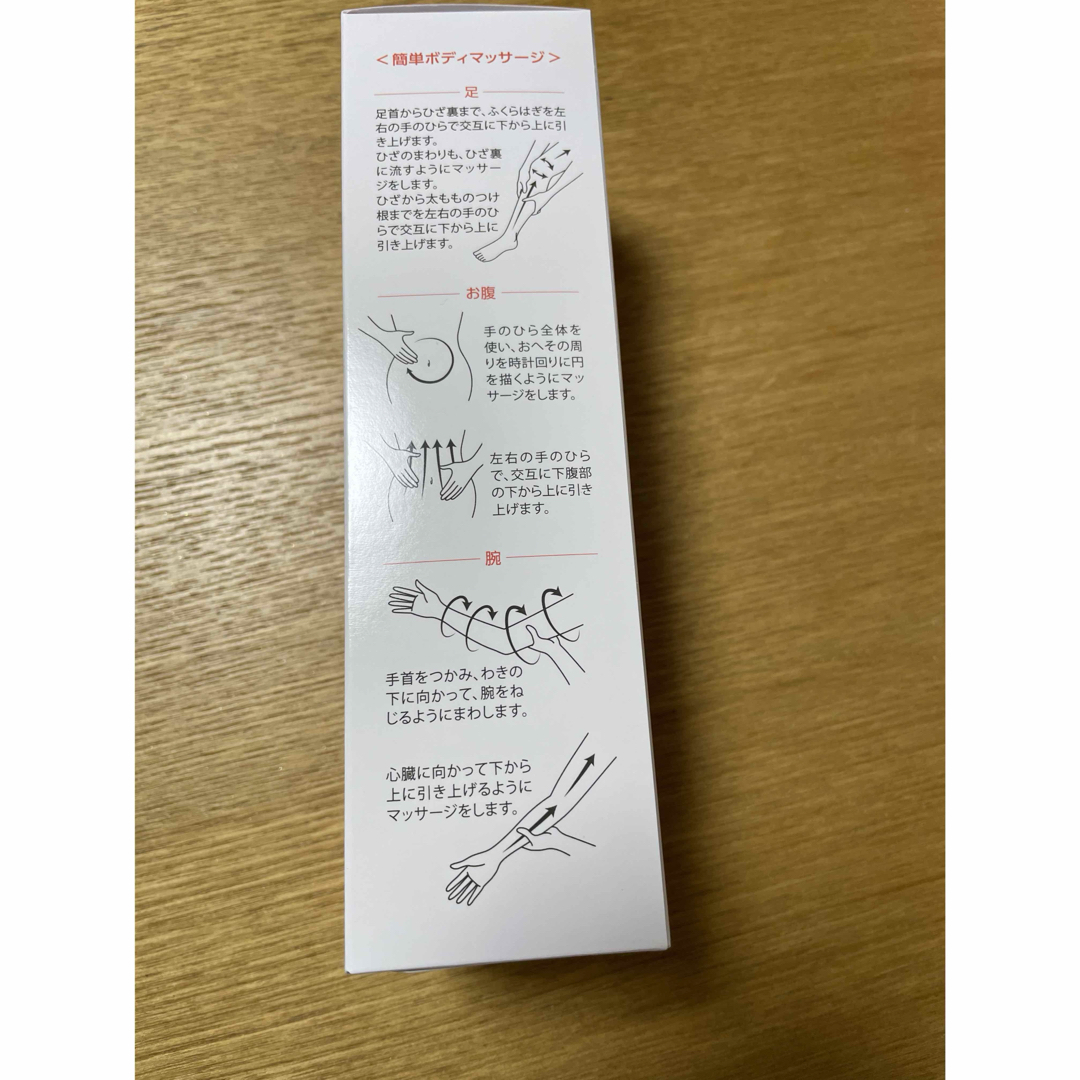 ＜簡単ボディマッサージ＞
足
足首からひざ裏まで、ふくらはぎを左
右の手のひらで交互に下から上に引
き上げます。
ひざのまわりも、ひざ裏
に流すようにマッサー
ジをします。
ひざから太もものつけ
根までを左右の手のひ
らで交互に下から上に
引き上げます。
お腹
手のひら全体を
使い、おへその周
りを時計回りに円
を描くようにマッ
サージをします。
左右の手のひら
で、交互に下腹部
の下から上に引き
上げます。
腕
手首をつかみ、わきの
下に向かって、腕をね
じるようにまわします。
心臓に向かって下から
上に引き上げるように
マッサージをします。